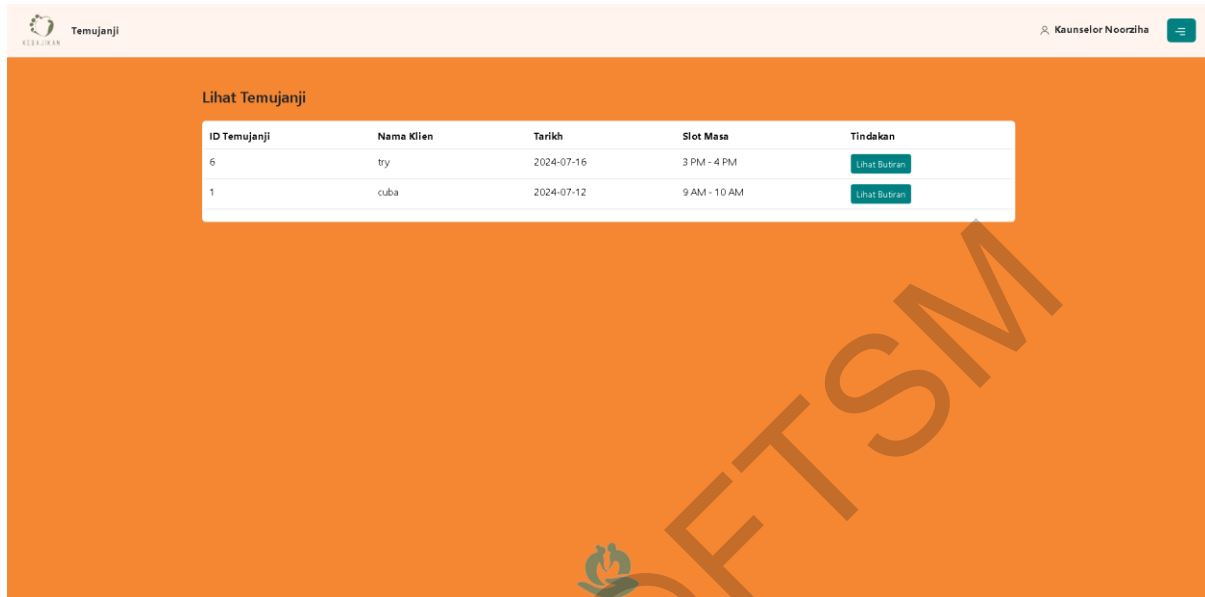 KEBAJIKAN
Temujanji
Kaunselor Noorziha
Lihat Temujanji
ID Temujanji Nama Klien Tarikh Slot Masa Tindakan
6 try 2024-07-16 3 PM - 4 PM Lihat Butiran
1 cuba 2024-07-12 9 AM - 10 AM Lihat Butiran
FTSM